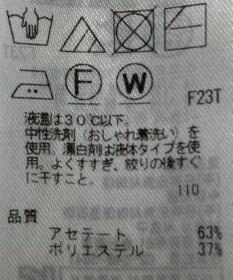 F
W
F23T
液温は30℃以下。
中性洗剤(おしゃれ着洗い)を
使用、漂白剤は液体タイプを使
用。よくすすぎ、絞りの後すぐ
に干すこと。
110
品質
アセテート 63%
ポリエステル 37%